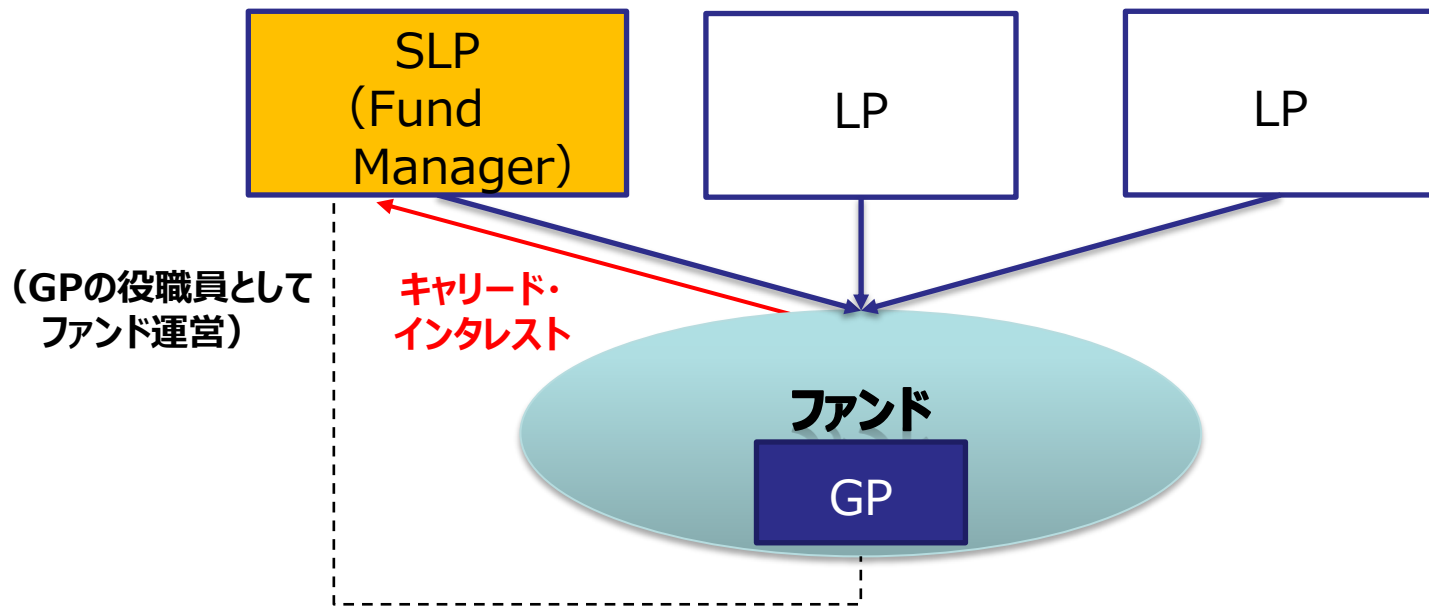 SLP
（Fund
Manager）
LP
LP
（GPの役職員として
ファンド運営）
キャリード・
インタレスト
ファンド
GP